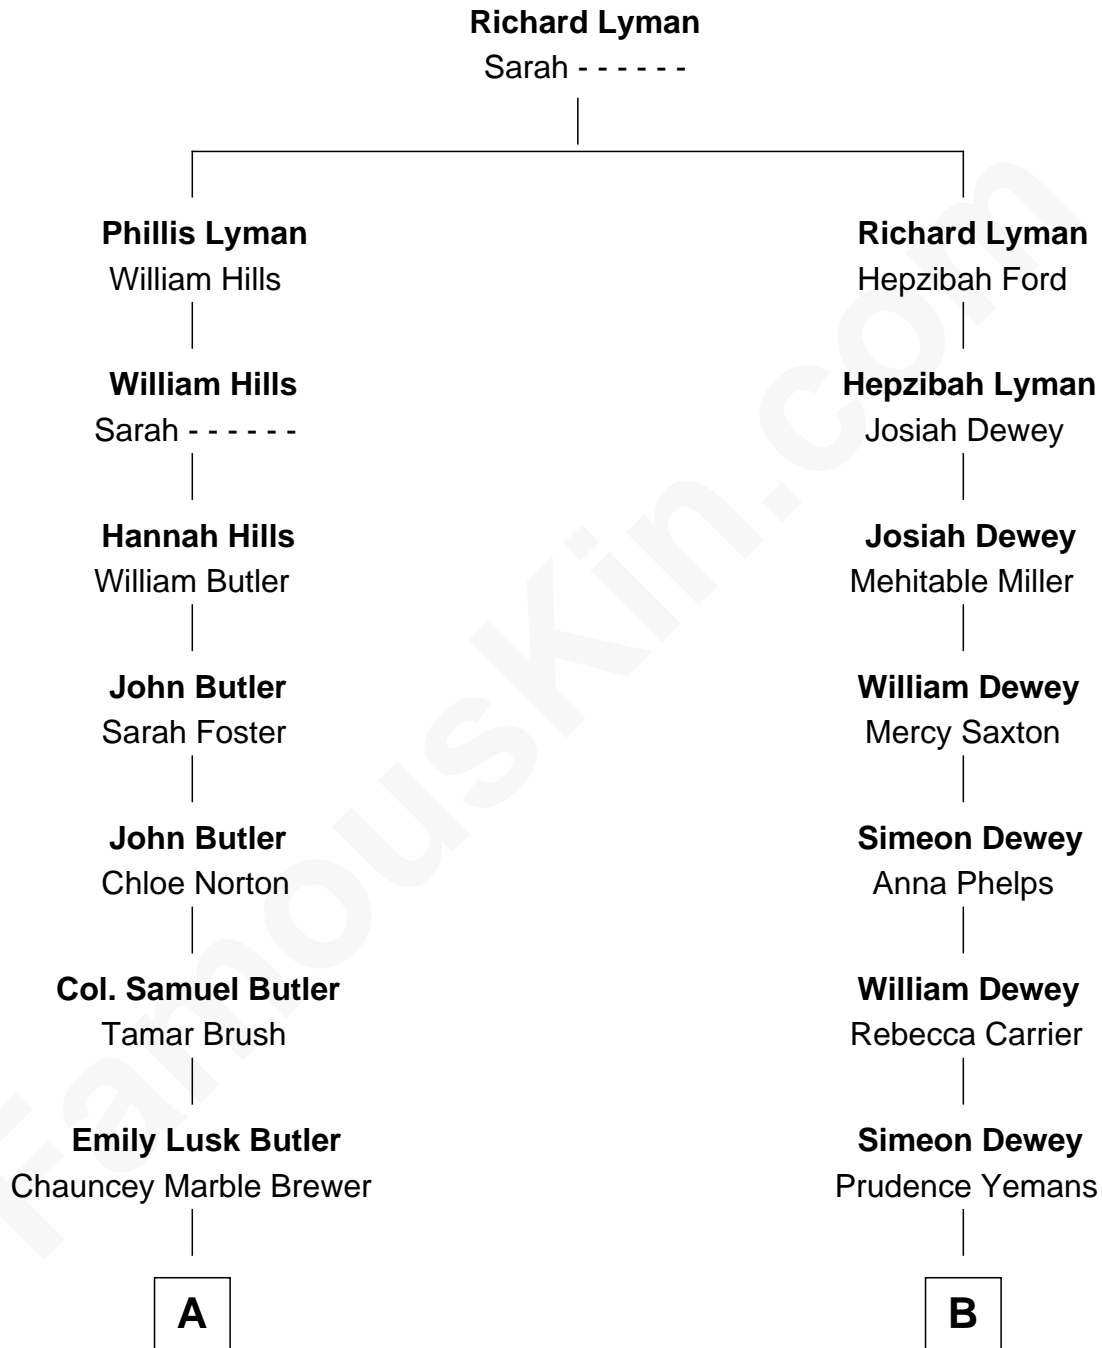 Richard Lyman
Sarah - - - - - -
Phillis Lyman
William Hills
William Hills
Sarah - - - - - -
Hannah Hills
William Butler
John Butler
Sarah Foster
John Butler
Chloe Norton
Col. Samuel Butler
Tamar Brush
Emily Lusk Butler
Chauncey Marble Brewer
A
Richard Lyman
Hepzibah Ford
Hepzibah Lyman
Josiah Dewey
Josiah Dewey
Mehitable Miller
William Dewey
Mercy Saxton
Simeon Dewey
Anna Phelps
William Dewey
Rebecca Carrier
Simeon Dewey
Prudence Yemans
B
FamousKin.com